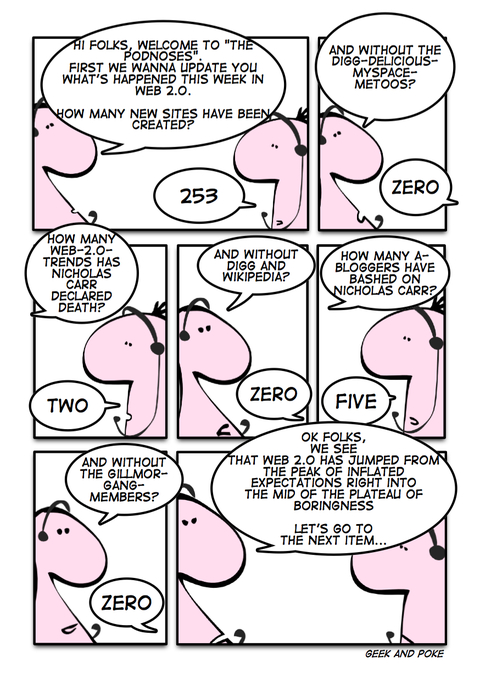 HI FOLKS, WELCOME TO "THE
PODNOSES".
FIRST WE WANNA UPDATE YOU
WHAT'S HAPPENED THIS WEEK IN
WEB 2.0.
HOW MANY NEW SITES HAVE BEEN
CREATED?
253
AND WITHOUT THE
DIGG-DELICIOUS-
MYSPACE-
METOOS?
ZERO
HOW MANY
WEB-2.0-
TRENDS HAS
NICHOLAS
CARR
DECLARED
DEATH?
TWO
AND WITHOUT
DIGG AND
WIKIPEDIA?
ZERO
HOW MANY A-
BLOGGERS HAVE
BASHED ON
NICHOLAS CARR?
FIVE
AND WITHOUT
THE GILLMOR-
GANG-
MEMBERS?
ZERO
OK FOLKS,
WE SEE
THAT WEB 2.0 HAS JUMPED FROM
THE PEAK OF INFLATED
EXPECTATIONS RIGHT INTO
THE MID OF THE PLATEAU OF
BORINGNESS
LET'S GO TO
THE NEXT ITEM...
GEEK AND POKE